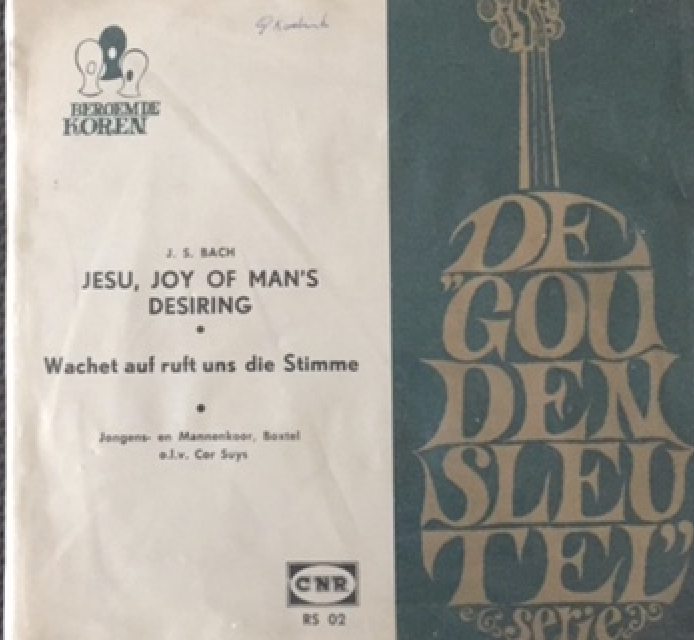 BEROEMDE
KOREN
J. S. BACH
JESU, JOY OF MAN'S
DESIRING
Wachet auf ruft uns die Stimme
Jongens- en Mannenkoor, Boxtel
o.l.v. Cor Suys
CNR
RS 02
DE
"GOU
DEN
SLEU
TEL"
serie